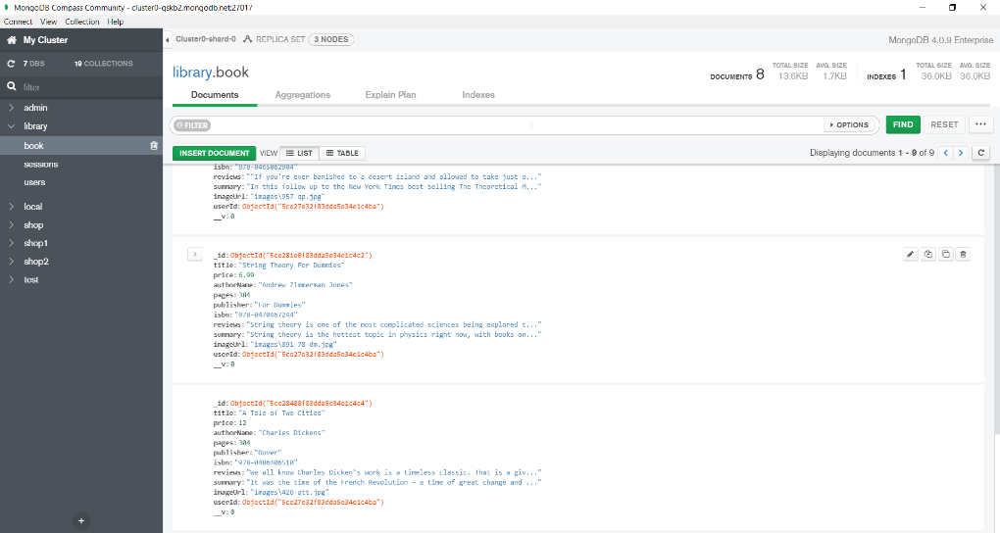 MongoDB Compass Community - cluster0-qskb2.mongodb.net:27017
Connect View Collection Help
My Cluster
Cluster0-shard-0 REPLICA SET 3 NODES
MongoDB 4.0.9 Enterprise
7 DBS 19 COLLECTIONS
filter
admin
library
book
sessions
users
local
shop
shop1
shop2
test
library.book
DOCUMENTS 8 TOTAL SIZE 13.6KB AVG. SIZE 1.7KB
INDEXES 1 TOTAL SIZE 36.0KB AVG. SIZE 36.0KB
Documents Aggregations Explain Plan Indexes
FILTER OPTIONS FIND RESET ...
INSERT DOCUMENT VIEW LIST TABLE Displaying documents 1 - 9 of 9
isbn: "978-0465062904"
reviews: ""If you're ever banished to a desert island and allowed to take just o..."
summary: "In this follow up to the New York Times best selling The Theoretical M..."
imageUrl: "images\957-qp.jpg"
userId: ObjectId("5ce27e32f83dda5e34e1c4ba")
__v: 0
_id: ObjectId("5ce281e8f83dda5e34e1c4c2")
title: "String Theory For Dummies"
price: 6.99
authorName: "Andrew Zimmerman Jones"
pages: 384
publisher: "For Dummies"
isbn: "978-0470467244"
reviews: "String theory is one of the most complicated sciences being explored t..."
summary: "String theory is the hottest topic in physics right now, with books on..."
imageUrl: "images\891-78-dm.jpg"
userId: ObjectId("5ce27e32f83dda5e34e1c4ba")
__v: 0
_id: ObjectId("5ce28480f83dda5e34e1c4c4")
title: "A Tale of Two Cities"
price: 12
authorName: "Charles Dickens"
pages: 304
publisher: "Dover"
isbn: "978-0486406510"
reviews: "We all know Charles Dicken's work is a timeless classic. That is a giv..."
summary: "It was the time of the French Revolution — a time of great change and ..."
imageUrl: "images\426-att.jpg"
userId: ObjectId("5ce27e32f83dda5e34e1c4ba")
__v: 0